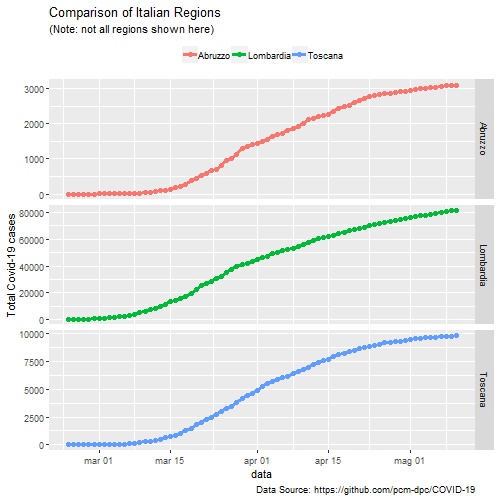 Comparison of Italian Regions
(Note: not all regions shown here)
Abruzzo Lombardia Toscana
3000
2000
1000
0
Abruzzo
Total Covid-19 cases
80000
60000
40000
20000
0
Lombardia
10000
7500
5000
2500
0
Toscana
mar 01 mar 15 apr 01 apr 15 mag 01
data
Data Source: https://github.com/pcm-dpc/COVID-19